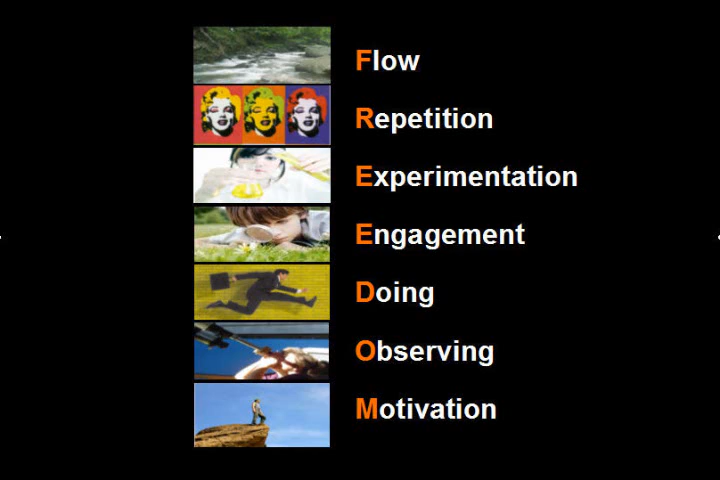 Flow
Repetition
Experimentation
Engagement
Doing
Observing
Motivation